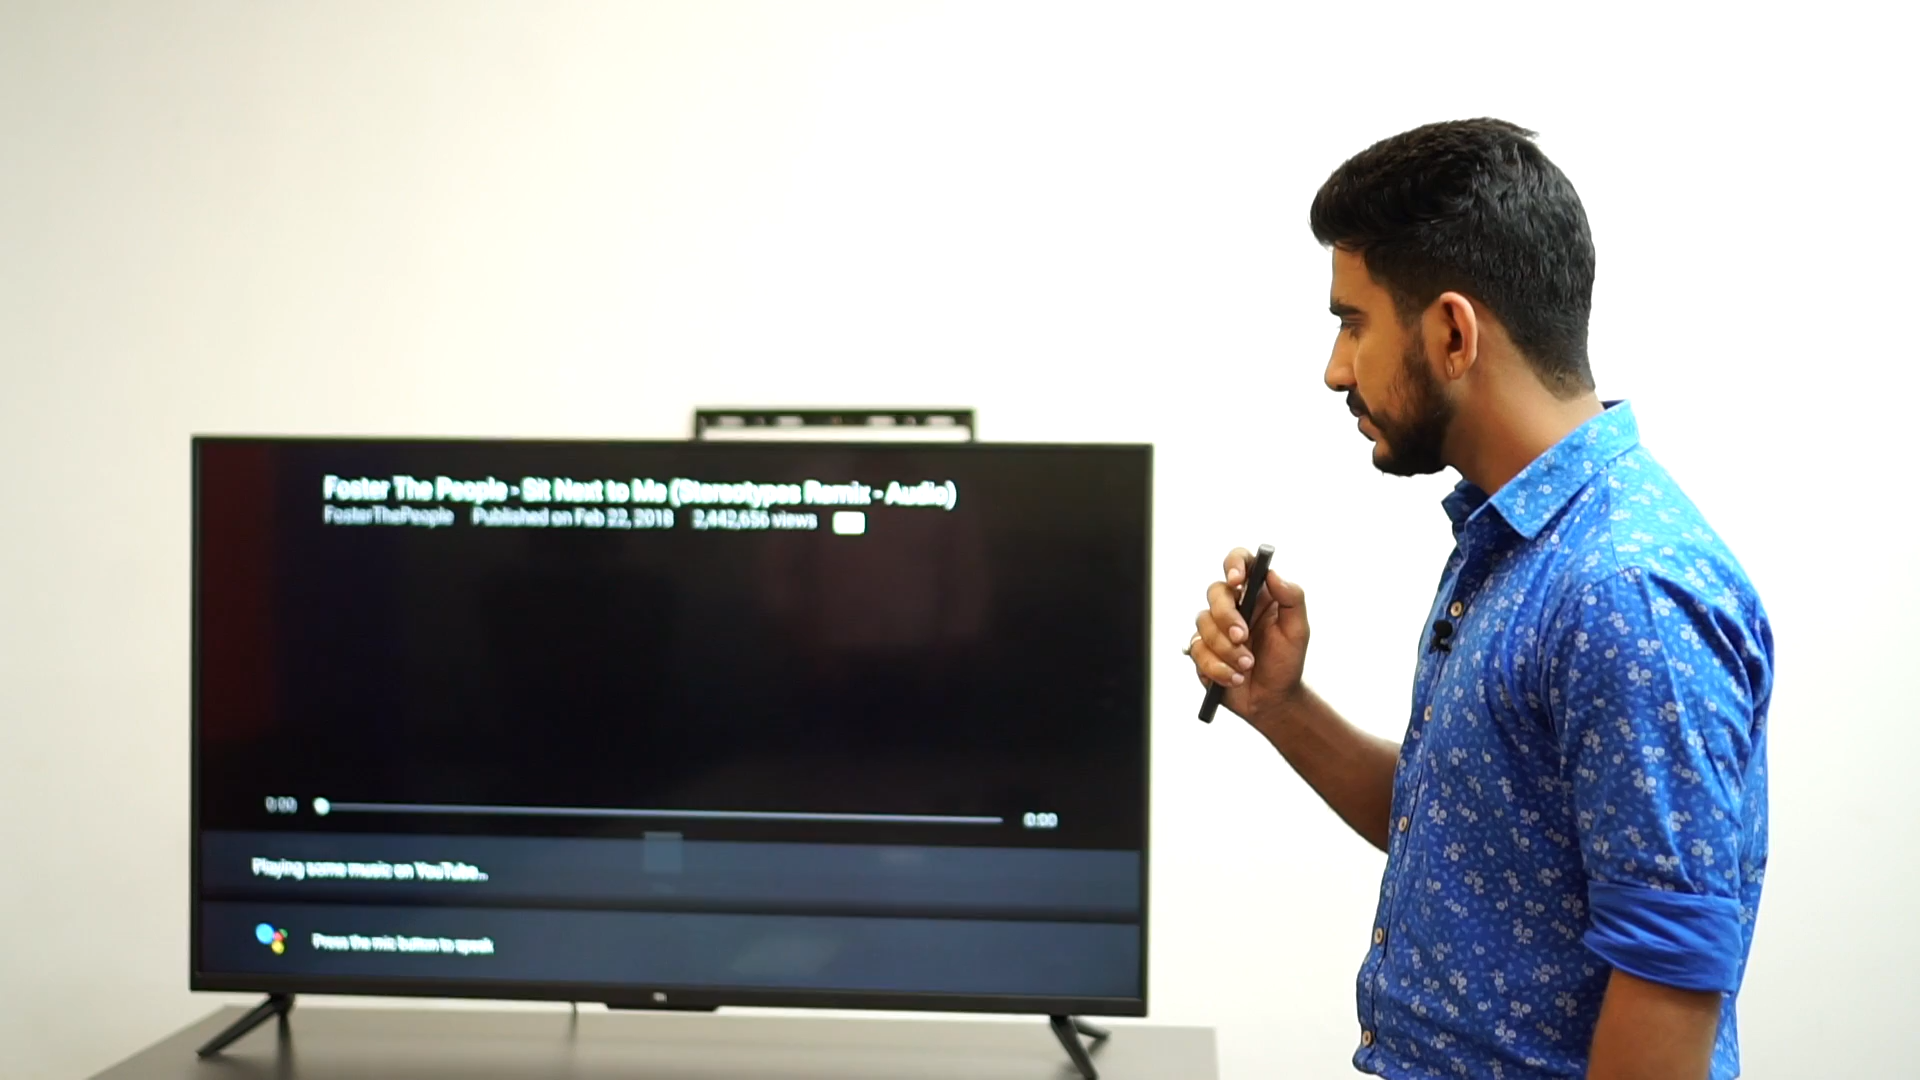 Foster The People - Sit Next to Me (Stereotypes Remix - Audio)
FosterThePeople Published on Feb 22, 2018 2,442,656 views
0:00 0:00
Playing some music on YouTube...
Press the mic button to speak